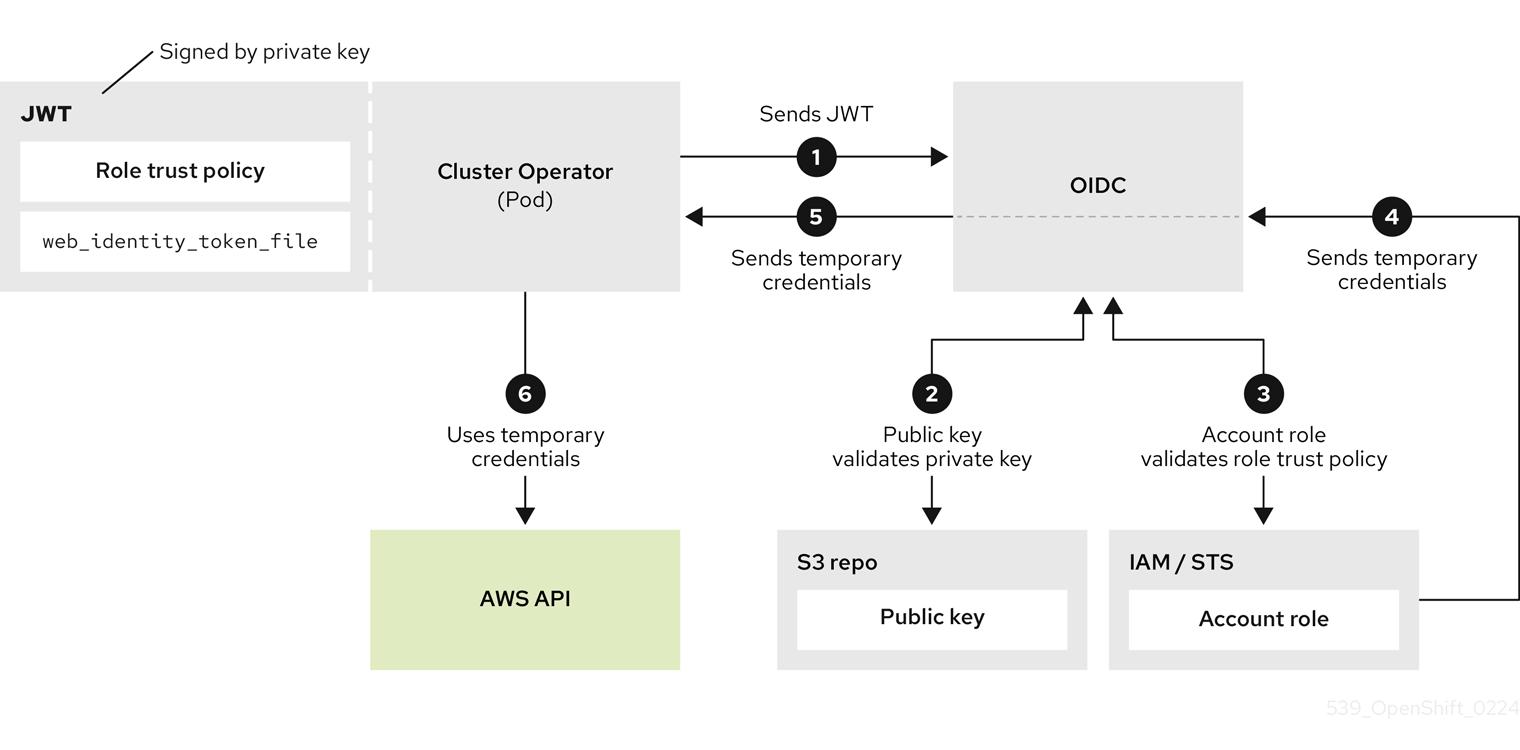 Signed by private key
JWT
Role trust policy
web_identity_token_file
Cluster Operator
(Pod)
Sends JWT
1
5
Sends temporary
credentials
OIDC
4
Sends temporary
credentials
6
Uses temporary
credentials
2
Public key
validates private key
3
Account role
validates role trust policy
AWS API
S3 repo
Public key
IAM / STS
Account role
539_OpenShift_0224